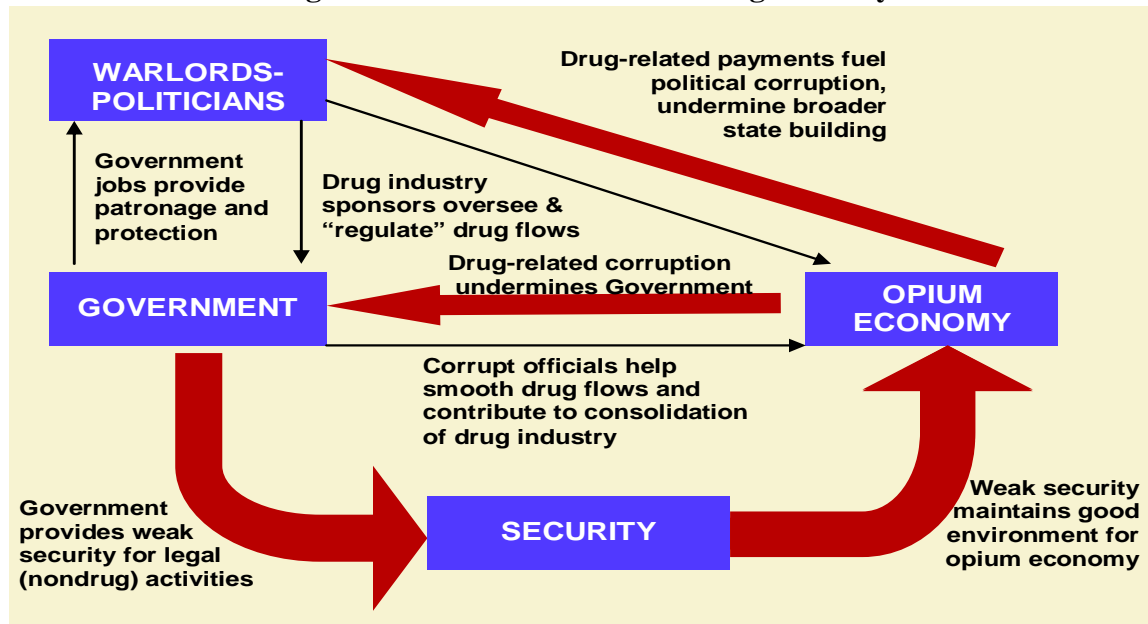 WARLORDS-
POLITICIANS
Drug-related payments fuel
political corruption,
undermine broader
state building
Government
jobs provide
patronage and
protection
Drug industry
sponsors oversee &
“regulate” drug flows
Drug-related corruption
undermines Government
GOVERNMENT
OPIUM
ECONOMY
Corrupt officials help
smooth drug flows and
contribute to consolidation
of drug industry
Government
provides weak
security for legal
(nondrug) activities
SECURITY
Weak security
maintains good
environment for
opium economy